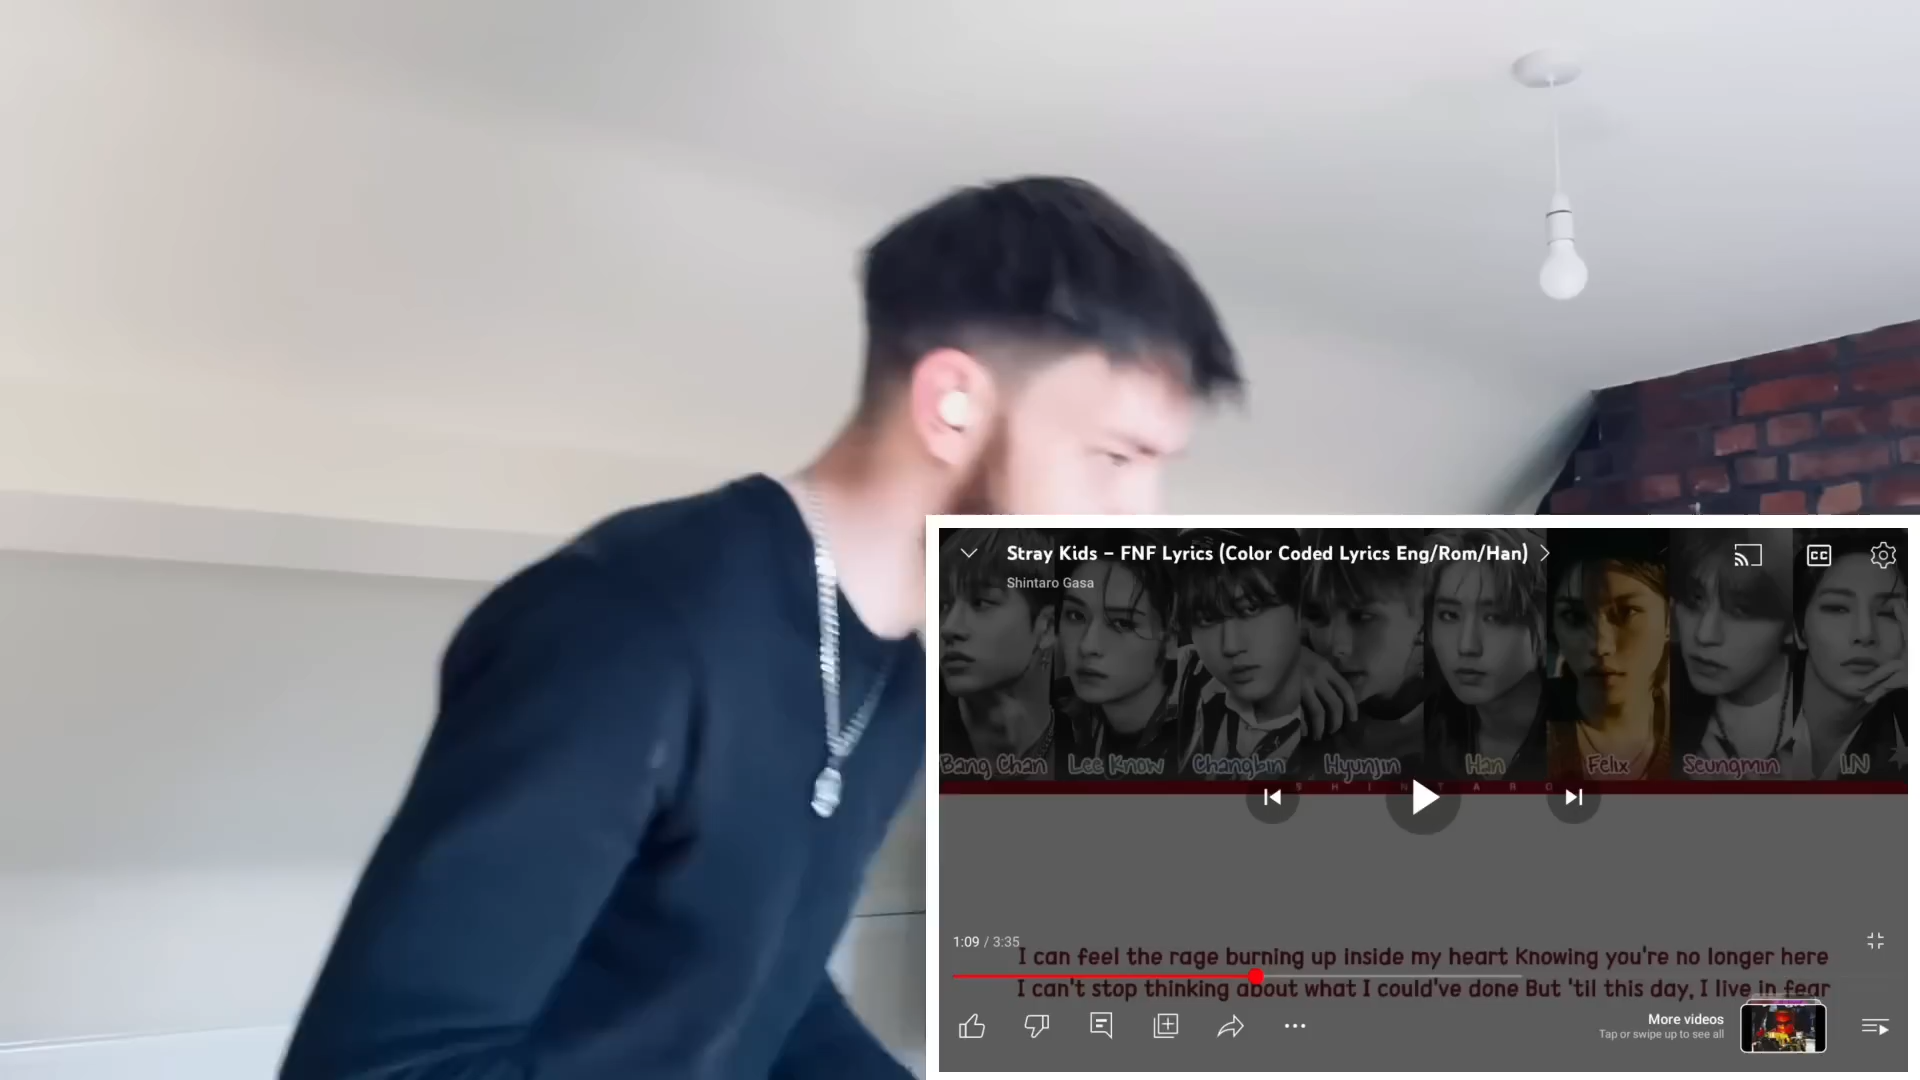 Stray Kids – FNF Lyrics (Color Coded Lyrics Eng/Rom/Han)
CC
Shintaro Gasa
Bang Chan Lee Know Changbin Hyunjin Han Felix Seungmin I.N
S H I N T A R O
1:09 / 3:35
I can feel the rage burning up inside my heart Knowing you're no longer here
I can't stop thinking about what I could've done But 'til this day, I live in fear
More videos
Tap or swipe up to see all